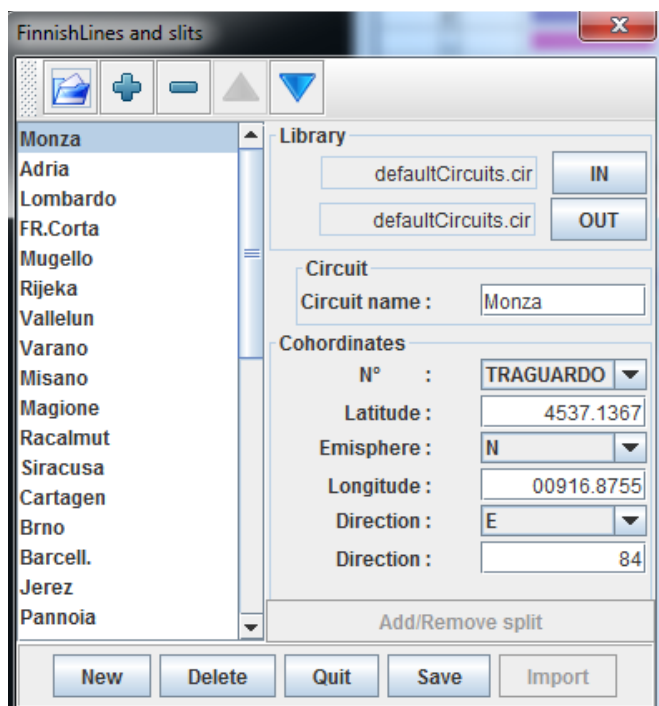 FinnishLines and slits
Monza
Adria
Lombardo
FR.Corta
Mugello
Rijeka
Vallelun
Varano
Misano
Magione
Racalmut
Siracusa
Cartagen
Brno
Barcell.
Jerez
Pannoia
Library
defaultCircuits.cir IN
defaultCircuits.cir OUT
Circuit
Circuit name : Monza
Cohordinates
N° : TRAGUARDO
Latitude : 4537.1367
Emisphere : N
Longitude : 00916.8755
Direction : E
Direction : 84
Add/Remove split
New Delete Quit Save Import